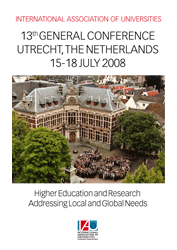 INTERNATIONAL ASSOCIATION OF UNIVERSITIES
13th GENERAL CONFERENCE
UTRECHT, THE NETHERLANDS
15-18 JULY 2008
Higher Education and Research
Addressing Local and Global Needs
IAU